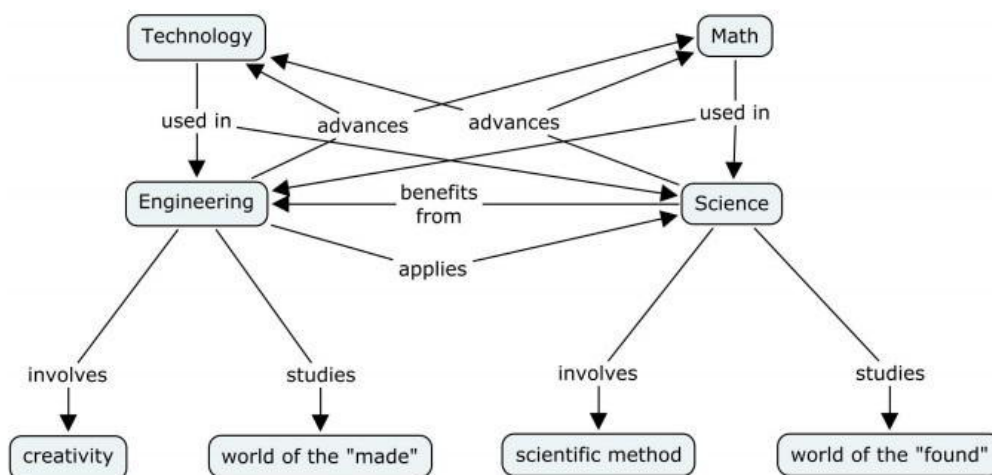 Technology
Math
used in
advances
advances
used in
Engineering
benefits
from
Science
applies
involves
studies
involves
studies
creativity
world of the "made"
scientific method
world of the "found"